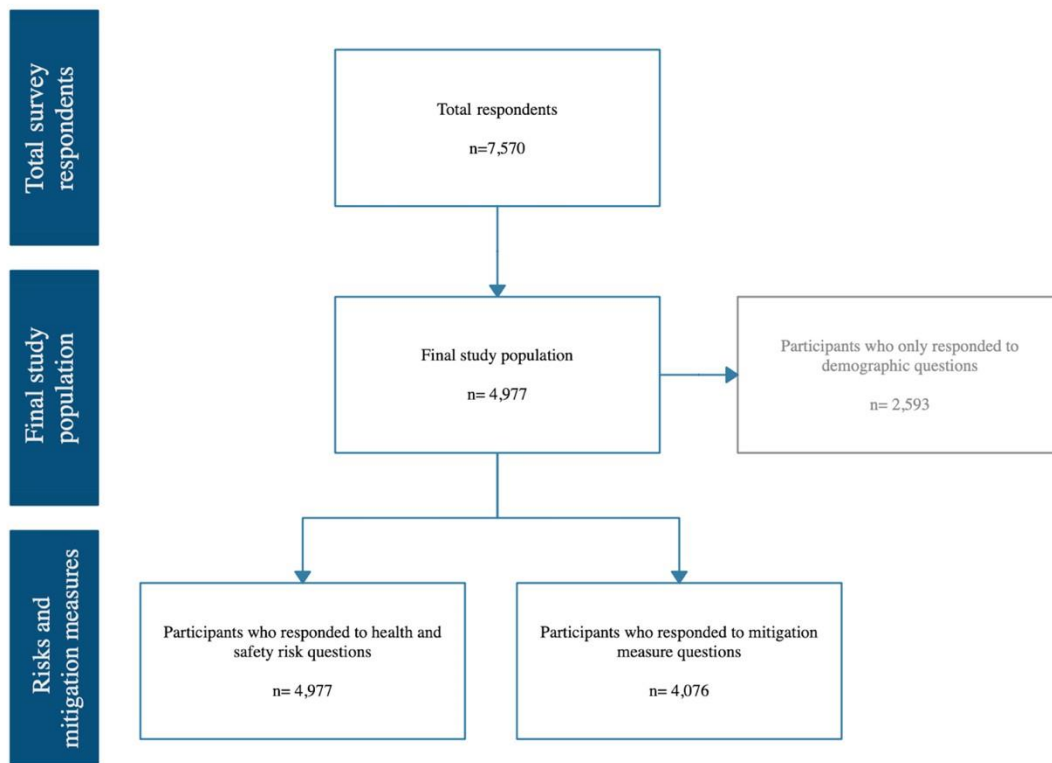 Total survey
respondents
Total respondents
n=7,570
Final study
population
Final study population
n= 4,977
Participants who only responded to
demographic questions
n= 2,593
Risks and
mitigation measures
Participants who responded to health and
safety risk questions
n= 4,977
Participants who responded to mitigation
measure questions
n= 4,076